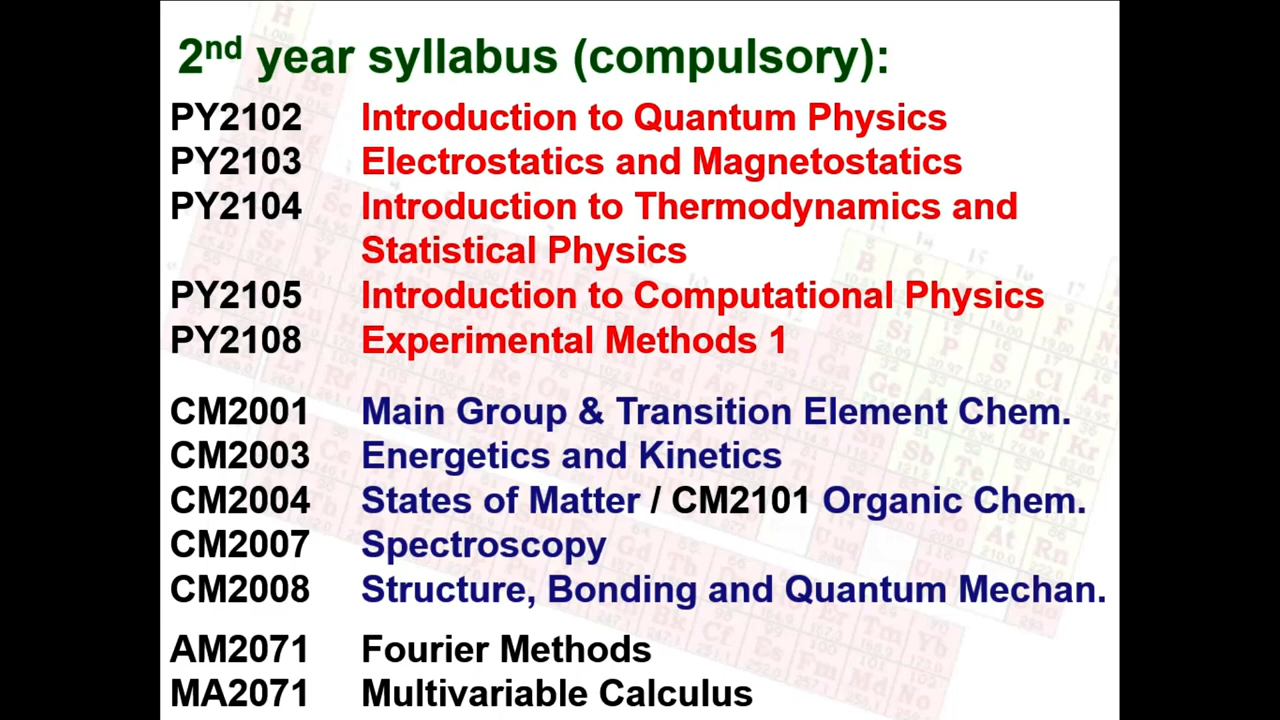 2nd year syllabus (compulsory):
PY2102 Introduction to Quantum Physics
PY2103 Electrostatics and Magnetostatics
PY2104 Introduction to Thermodynamics and
Statistical Physics
PY2105 Introduction to Computational Physics
PY2108 Experimental Methods 1
CM2001 Main Group & Transition Element Chem.
CM2003 Energetics and Kinetics
CM2004 States of Matter / CM2101 Organic Chem.
CM2007 Spectroscopy
CM2008 Structure, Bonding and Quantum Mechan.
AM2071 Fourier Methods
MA2071 Multivariable Calculus